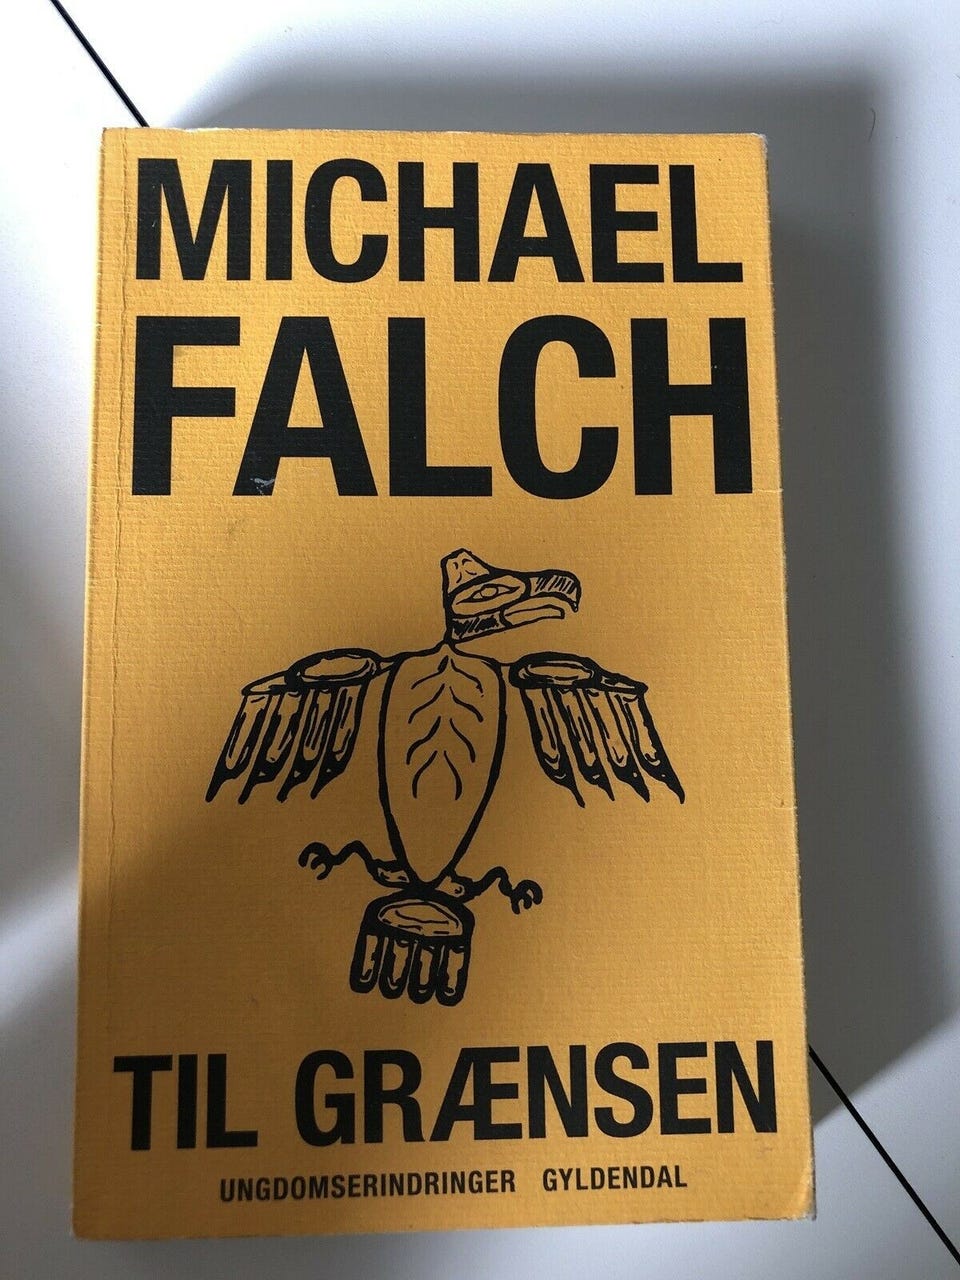 MICHAEL
FALCH
TIL GRÆNSEN
UNGDOMSERINDRINGER GYLDENDAL